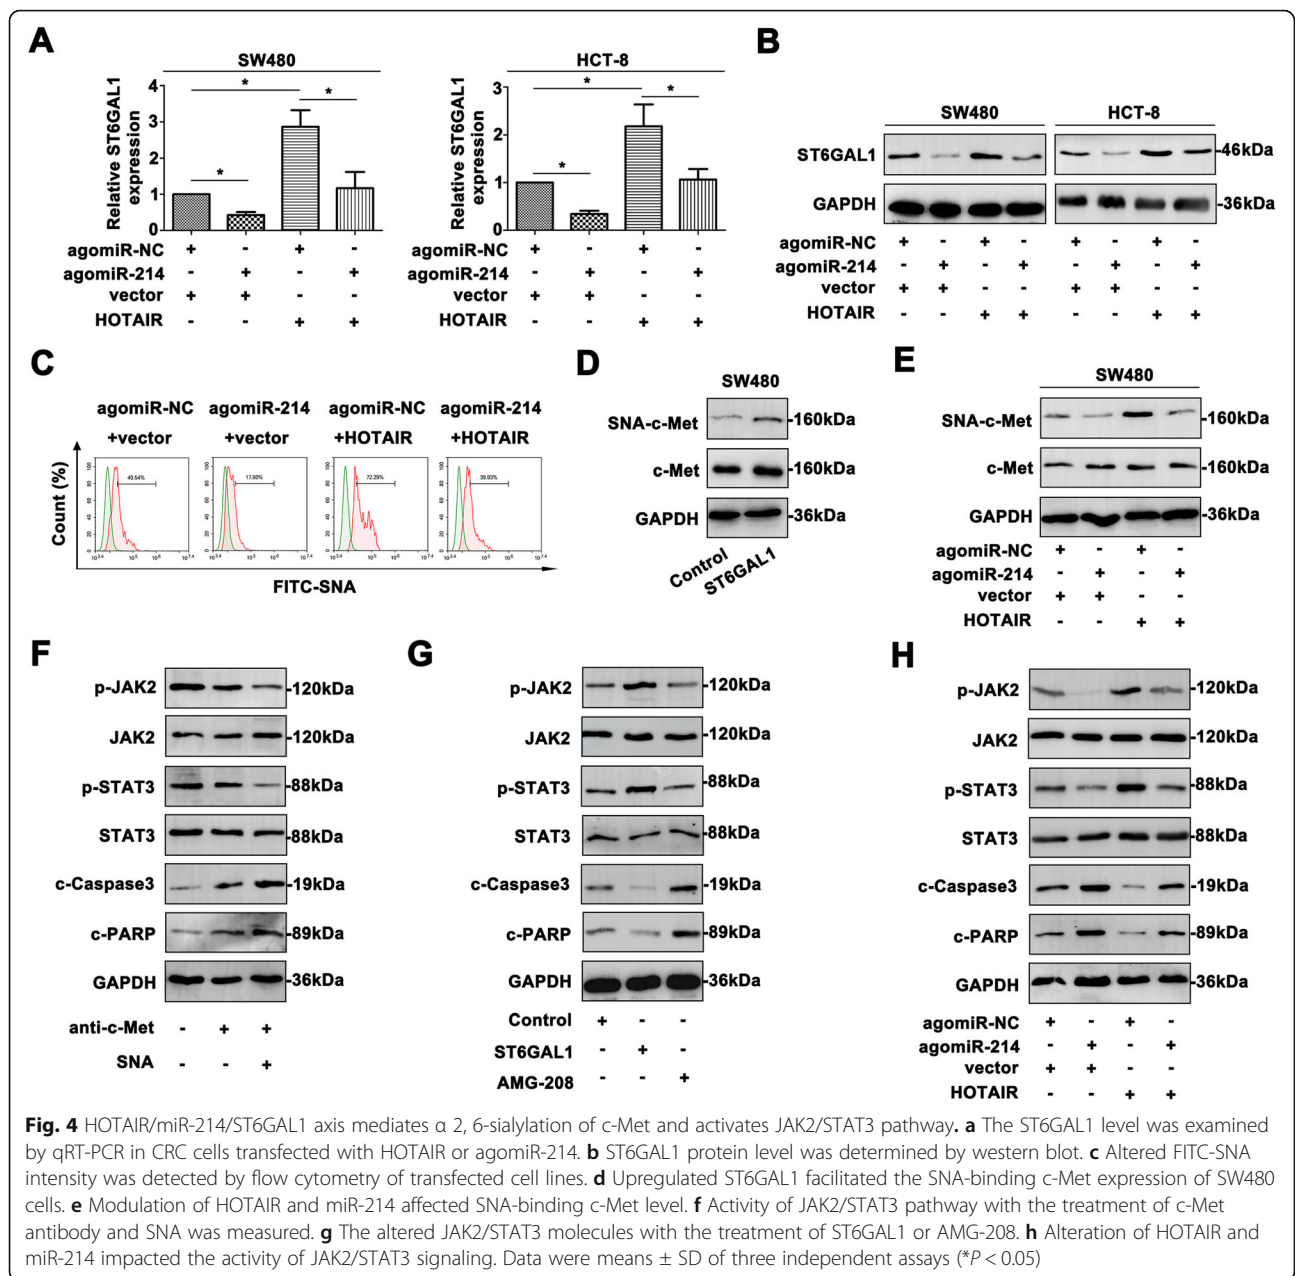 A
SW480
Relative ST6GAL1
expression
4
3
2
1
0
*
*
*
HCT-8
Relative ST6GAL1
expression
3
2
1
0
*
*
*
agomiR-NC + - + - + - + -
agomiR-214 - + - + - + - +
vector + + - - + + - -
HOTAIR - - + + - - + +
B
SW480 HCT-8
ST6GAL1 -46kDa
GAPDH -36kDa
agomiR-NC + - + - + - + -
agomiR-214 - + - + - + - +
vector + + - - + + - -
HOTAIR - - + + - - + +
C
agomiR-NC agomiR-214 agomiR-NC agomiR-214
+vector +vector +HOTAIR +HOTAIR
Count (%)
40.54% 17.60% 72.29% 39.93%
FITC-SNA
D
SW480
SNA-c-Met -160kDa
c-Met -160kDa
GAPDH -36kDa
Control ST6GAL1
E
SW480
SNA-c-Met -160kDa
c-Met -160kDa
GAPDH -36kDa
agomiR-NC + - + -
agomiR-214 - + - +
vector + + - -
HOTAIR - - + +
F
p-JAK2 -120kDa
JAK2 -120kDa
p-STAT3 -88kDa
STAT3 -88kDa
c-Caspase3 -19kDa
c-PARP -89kDa
GAPDH -36kDa
anti-c-Met - + +
SNA - - +
G
p-JAK2 -120kDa
JAK2 -120kDa
p-STAT3 -88kDa
STAT3 -88kDa
c-Caspase3 -19kDa
c-PARP -89kDa
GAPDH -36kDa
Control + - -
ST6GAL1 - + -
AMG-208 - - +
H
p-JAK2 -120kDa
JAK2 -120kDa
p-STAT3 -88kDa
STAT3 -88kDa
c-Caspase3 -19kDa
c-PARP -89kDa
GAPDH -36kDa
agomiR-NC + - + -
agomiR-214 - + - +
vector + + - -
HOTAIR - - + +
Fig. 4 HOTAIR/miR-214/ST6GAL1 axis mediates α 2, 6-sialylation of c-Met and activates JAK2/STAT3 pathway. a The ST6GAL1 level was examined
by qRT-PCR in CRC cells transfected with HOTAIR or agomiR-214. b ST6GAL1 protein level was determined by western blot. c Altered FITC-SNA
intensity was detected by flow cytometry of transfected cell lines. d Upregulated ST6GAL1 facilitated the SNA-binding c-Met expression of SW480
cells. e Modulation of HOTAIR and miR-214 affected SNA-binding c-Met level. f Activity of JAK2/STAT3 pathway with the treatment of c-Met
antibody and SNA was measured. g The altered JAK2/STAT3 molecules with the treatment of ST6GAL1 or AMG-208. h Alteration of HOTAIR and
miR-214 impacted the activity of JAK2/STAT3 signaling. Data were means ± SD of three independent assays (*P < 0.05)